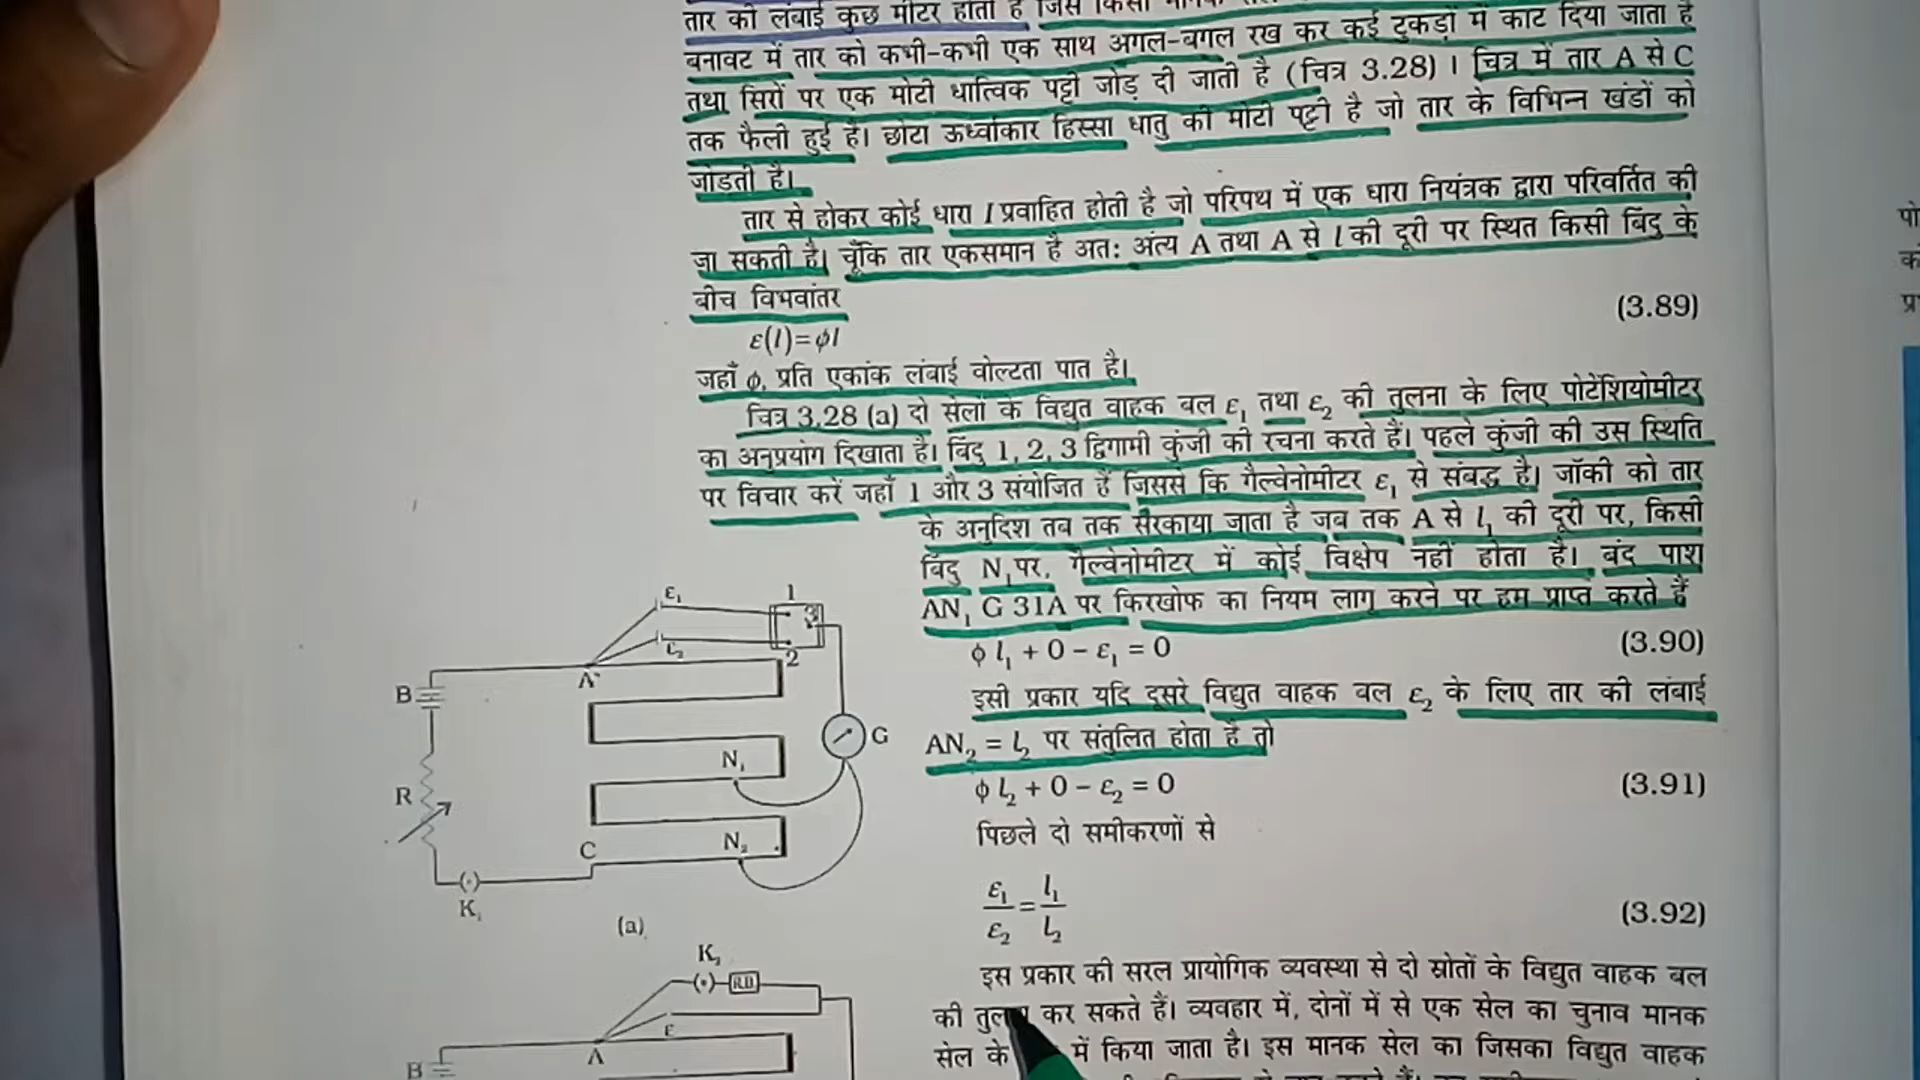 तार की लंबाई कुछ मीटर होती है जिसे किसी मानक
बनावट में तार को कभी-कभी एक साथ अगल-बगल रख कर कई टुकड़ों में काट दिया जाता है
तथा सिरों पर एक मोटी धात्विक पट्टी जोड़ दी जाती है (चित्र 3.28) । चित्र में तार A से C
तक फैली हुई है। छोटा ऊर्ध्वाकार हिस्सा धातु की मोटी पट्टी है जो तार के विभिन्न खंडों को
जोडती है।
तार से होकर कोई धारा I प्रवाहित होती है जो परिपथ में एक धारा नियंत्रक द्वारा परिवर्तित की
जा सकती है। चूँकि तार एकसमान है अत: अंत्य A तथा A से l की दूरी पर स्थित किसी बिंदु के
बीच विभवांतर
ε(l)=ϕl (3.89)
जहाँ ϕ, प्रति एकांक लंबाई वोल्टता पात है।
चित्र 3.28 (a) दो सेलों के विद्युत वाहक बल ε₁ तथा ε₂ की तुलना के लिए पोटेंशियोमीटर
का अनुप्रयोग दिखाता है। बिंदु 1, 2, 3 द्विगामी कुंजी की रचना करते हैं। पहले कुंजी की उस स्थिति
पर विचार करें जहाँ 1 और 3 संयोजित हैं जिससे कि गैल्वेनोमीटर ε₁ से संबद्ध है। जॉकी को तार
के अनुदिश तब तक सरकाया जाता है जब तक A से l₁ की दूरी पर, किसी
बिंदु N₁पर, गैल्वेनोमीटर में कोई विक्षेप नहीं होता है। बंद पाश
AN₁ G 31A पर किरखोफ का नियम लागू करने पर हम प्राप्त करते हैं
ϕ l₁ + 0 – ε₁ = 0 (3.90)
इसी प्रकार यदि दूसरे विद्युत वाहक बल ε₂ के लिए तार की लंबाई
AN₂ = l₂ पर संतुलित होता है तो
ϕ l₂ + 0 – ε₂ = 0 (3.91)
पिछले दो समीकरणों से
ε₁/ε₂ = l₁/l₂ (3.92)
इस प्रकार की सरल प्रायोगिक व्यवस्था से दो स्रोतों के विद्युत वाहक बल
की कर सकते हैं। व्यवहार में, दोनों में से एक सेल का चुनाव मानक
सेल के में किया जाता है। इस मानक सेल का जिसका विद्युत वाहक
ε₁
1
3
ε₂
2
A
B
G
N₁
R
C
N₂
K₁
(a)
K₂
R.B
ε
A
B